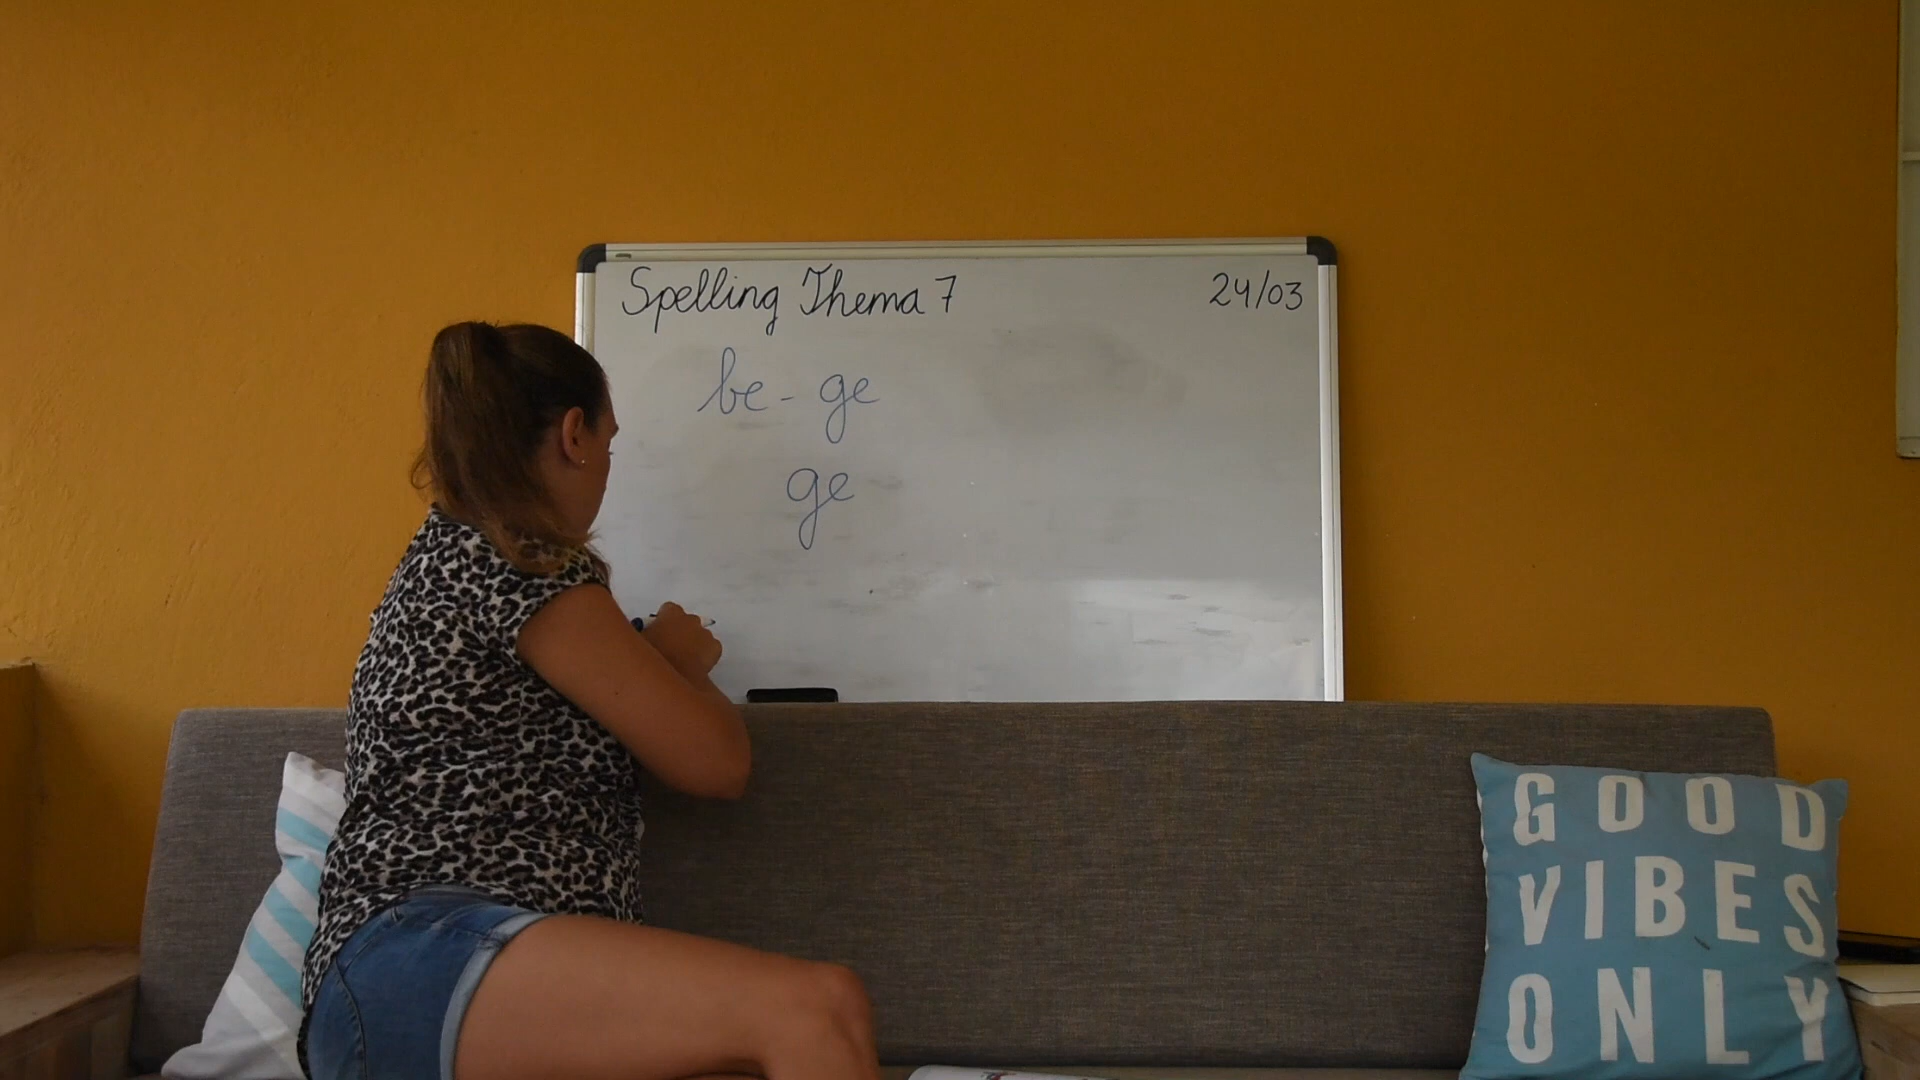 Spelling Thema 7
24/03
be - ge
ge
GOOD
VIBES
ONLY